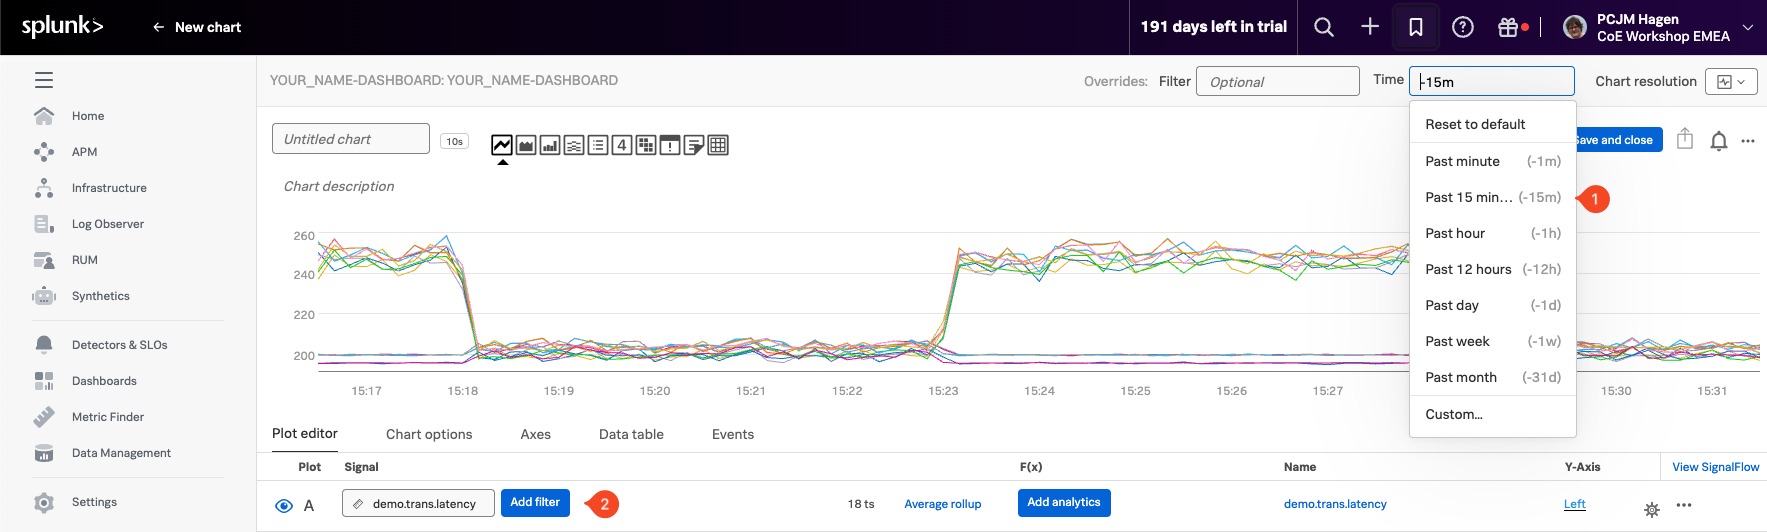 splunk> ← New chart 191 days left in trial PCJM Hagen
CoE Workshop EMEA
YOUR_NAME-DASHBOARD: YOUR_NAME-DASHBOARD Overrides: Filter Optional Time -15m Chart resolution
Untitled chart 10s 4 Save and close
Chart description
Reset to default
Past minute (-1m)
Past 15 min... (-15m) 1
Past hour (-1h)
Past 12 hours (-12h)
Past day (-1d)
Past week (-1w)
Past month (-31d)
Custom...
Home
APM
Infrastructure
Log Observer
RUM
Synthetics
Detectors & SLOs
Dashboards
Metric Finder
Data Management
Settings
260
240
220
200
15:17 15:18 15:19 15:20 15:21 15:22 15:23 15:24 15:25 15:26 15:27 15:30 15:31
Plot editor Chart options Axes Data table Events
Plot Signal F(x) Name Y-Axis View SignalFlow
A demo.trans.latency Add filter 2 18 ts Average rollup Add analytics demo.trans.latency Left